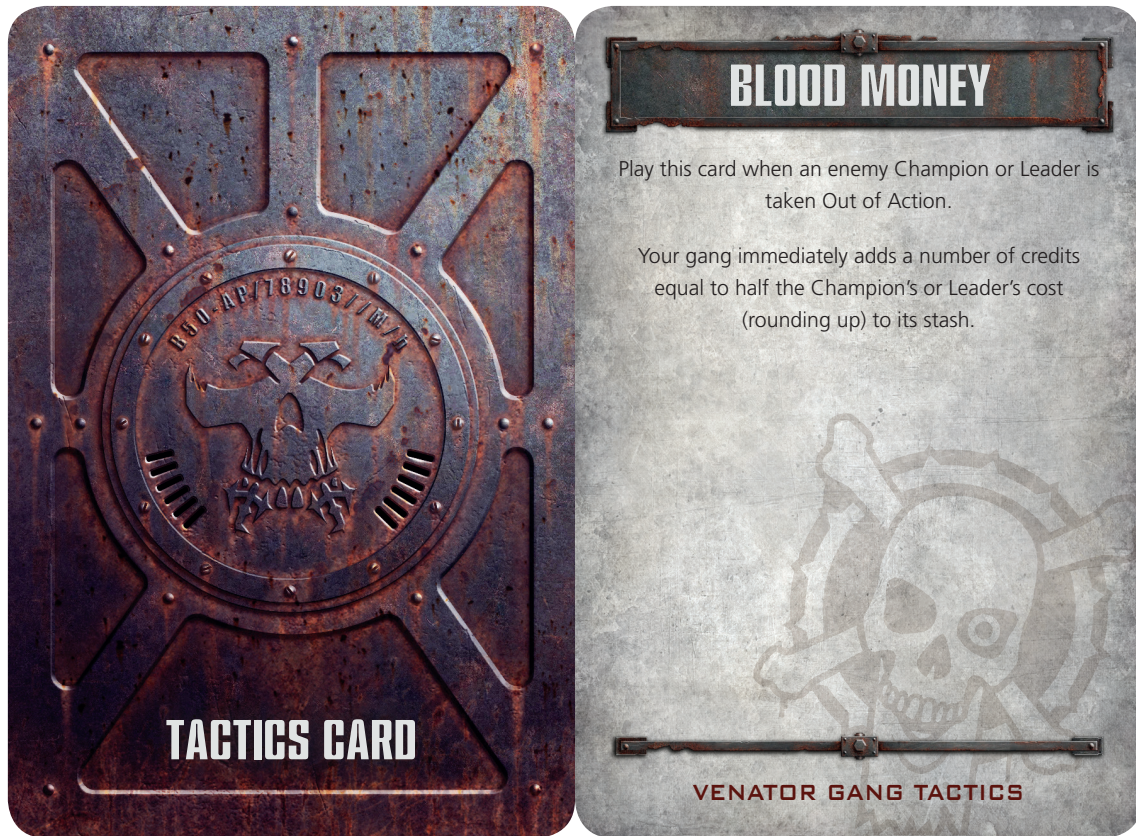 B90-AP/789037/M/h
TACTICS CARD
BLOOD MONEY
Play this card when an enemy Champion or Leader is
taken Out of Action.
Your gang immediately adds a number of credits
equal to half the Champion’s or Leader’s cost
(rounding up) to its stash.
VENATOR GANG TACTICS